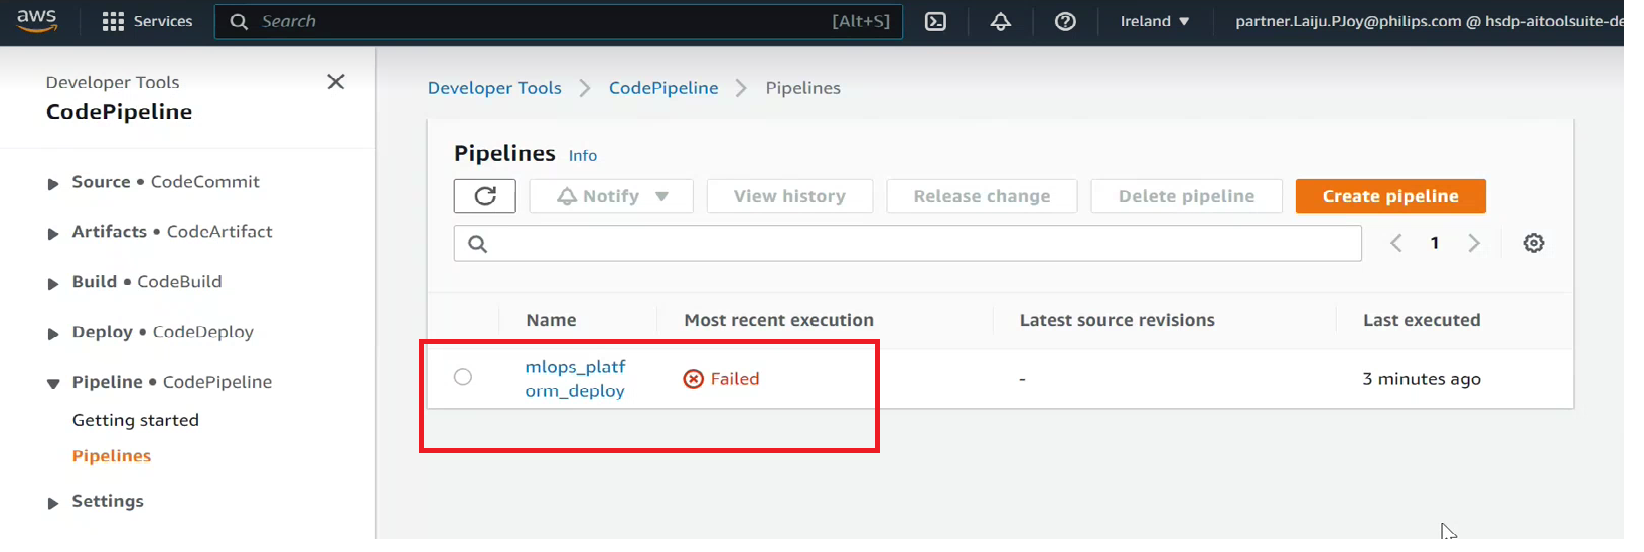 aws
Services
Search
[Alt+S]
Ireland
partner.Laiju.PJoy@philips.com @ hsdp-aitoolsuite-de
Developer Tools
CodePipeline
Source • CodeCommit
Artifacts • CodeArtifact
Build • CodeBuild
Deploy • CodeDeploy
Pipeline • CodePipeline
Getting started
Pipelines
Settings
Developer Tools
CodePipeline
Pipelines
Pipelines Info
Notify
View history
Release change
Delete pipeline
Create pipeline
1
Name
Most recent execution
Latest source revisions
Last executed
mlops_platf
orm_deploy
Failed
-
3 minutes ago